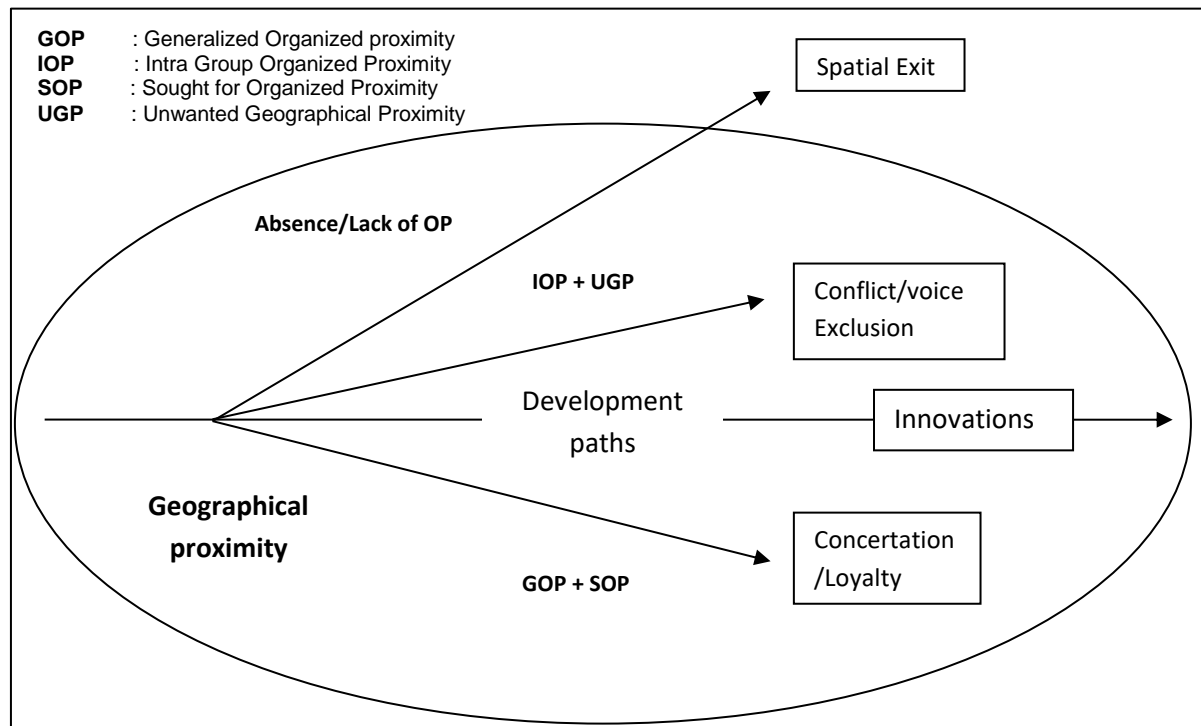 GOP : Generalized Organized proximity
IOP : Intra Group Organized Proximity
SOP : Sought for Organized Proximity
UGP : Unwanted Geographical Proximity
Spatial Exit
Absence/Lack of OP
IOP + UGP
Conflict/voice
Exclusion
Development
paths
Innovations
Geographical
proximity
Concertation
/Loyalty
GOP + SOP